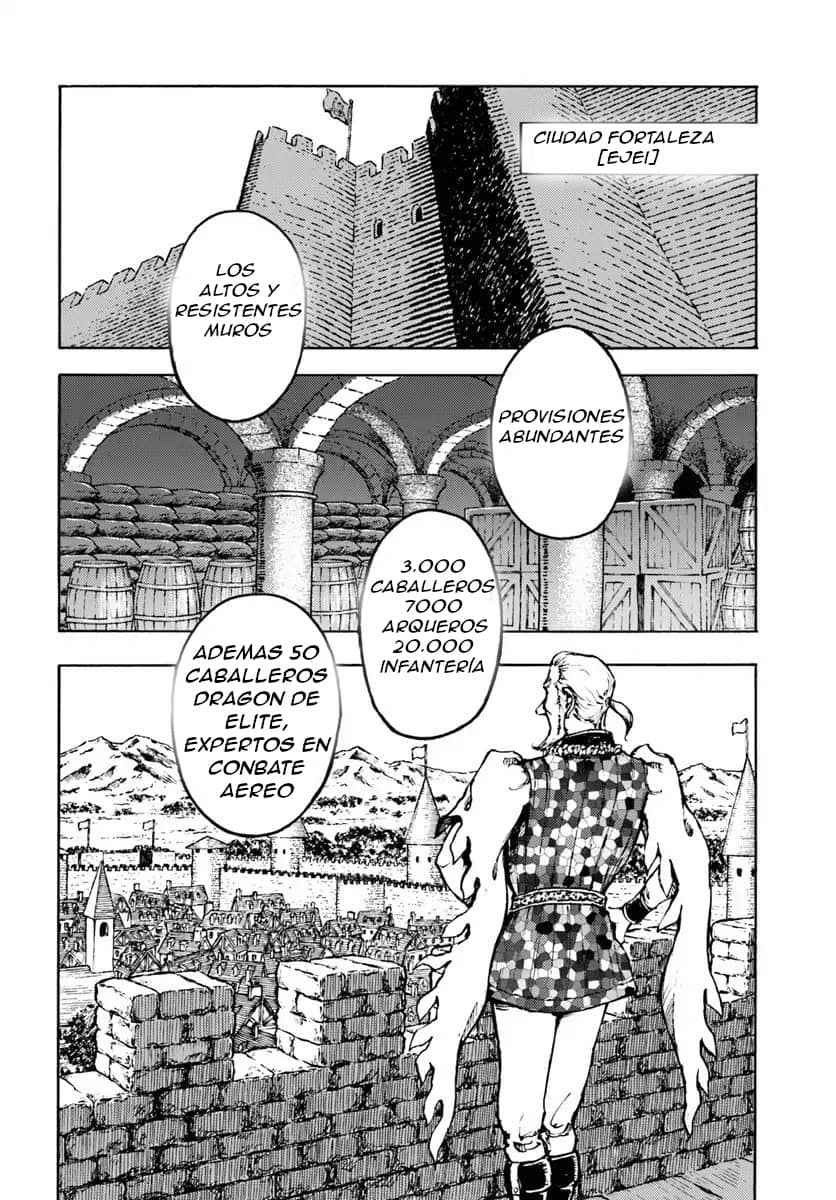 CIUDAD FORTALEZA
[EJEI]
PROVISIONES
ABUNDANTES
LOS
ALTOS Y
RESISTENTES
MUROS
3.000
CABALLEROS
7000
ARQUEROS
20.000
INFANTERÍA
ADEMAS 50
CABALLEROS
DRAGON DE
ELITE,
EXPERTOS EN
CONBATE
AEREO